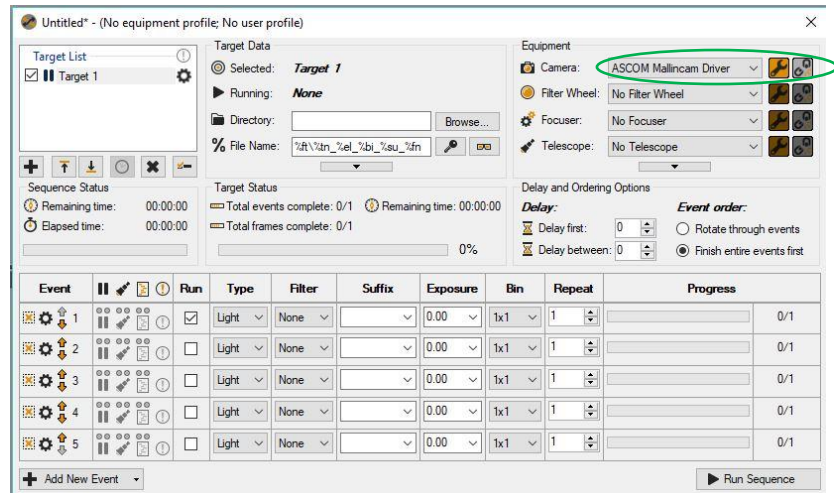 Untitled* - (No equipment profile; No user profile)
Target List
Target 1
Target Data
Selected: Target 1
Running: None
Directory: Browse...
% File Name: %ft\%tn_%el_%bi_%su_%fn
Equipment
Camera: ASCOM Mallincam Driver
Filter Wheel: No Filter Wheel
Focuser: No Focuser
Telescope: No Telescope
Sequence Status
Remaining time: 00:00:00
Elapsed time: 00:00:00
Target Status
Total events complete: 0/1 Remaining time: 00:00:00
Total frames complete: 0/1
0%
Delay and Ordering Options
Delay: Event order:
Delay first: 0 Rotate through events
Delay between: 0 Finish entire events first
Event Run Type Filter Suffix Exposure Bin Repeat Progress
1 Light None 0.00 1x1 1 0/1
2 Light None 0.00 1x1 1 0/1
3 Light None 0.00 1x1 1 0/1
4 Light None 0.00 1x1 1 0/1
5 Light None 0.00 1x1 1 0/1
Add New Event Run Sequence